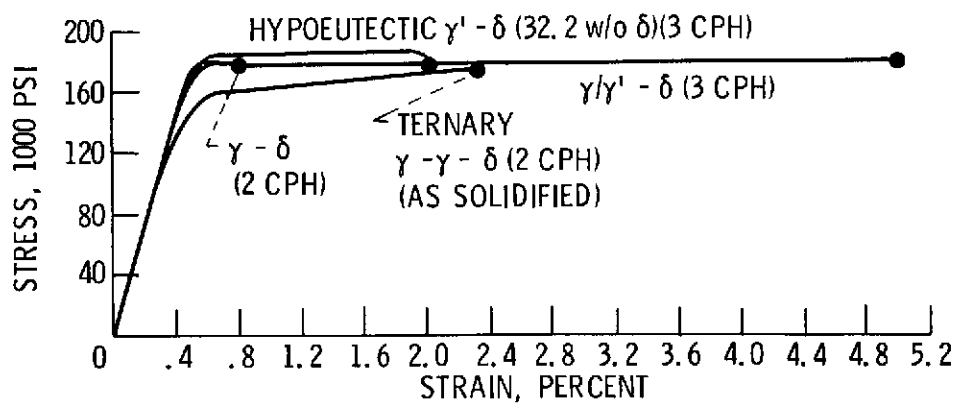 HYPOEUTECTIC γ' - δ (32.2 w/o δ)(3 CPH)
200
160
120
80
40
0
STRESS, 1000 PSI
γ/γ' - δ (3 CPH)
γ - δ
(2 CPH)
TERNARY
γ -γ - δ (2 CPH)
(AS SOLIDIFIED)
.4 .8 1.2 1.6 2.0 2.4 2.8 3.2 3.6 4.0 4.4 4.8 5.2
STRAIN, PERCENT